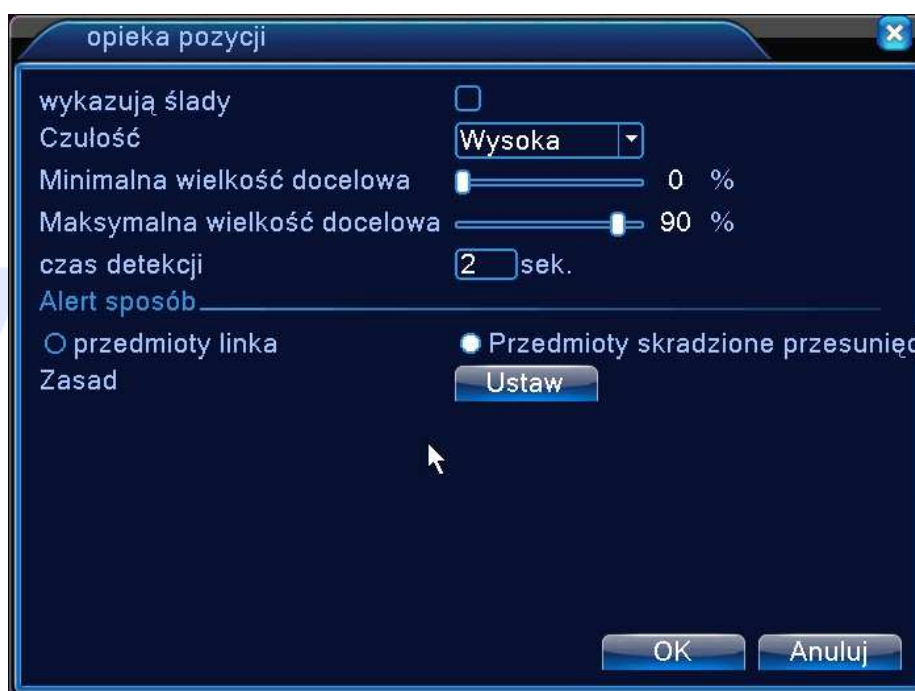 opieka pozycji
wykazują ślady
Czułość Wysoka
Minimalna wielkość docelowa 0 %
Maksymalna wielkość docelowa 90 %
czas detekcji 2 sek.
Alert sposób
przedmioty linka Przedmioty skradzione przesunięc
Zasad Ustaw
OK Anuluj